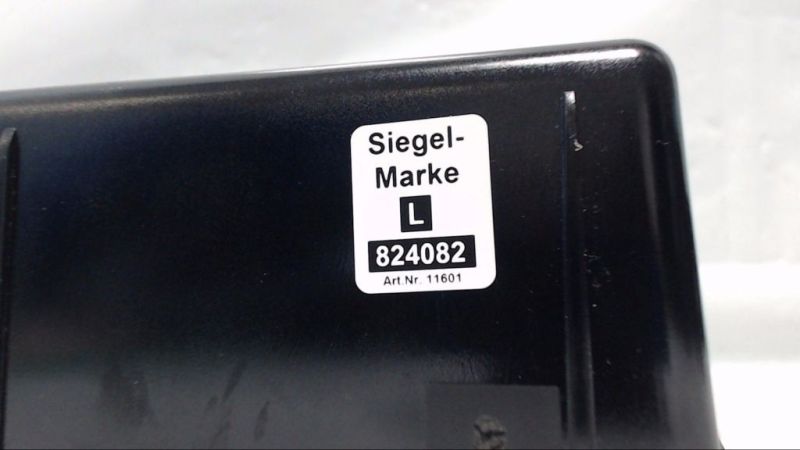 Siegel-
Marke
L
824082
Art.Nr. 11601